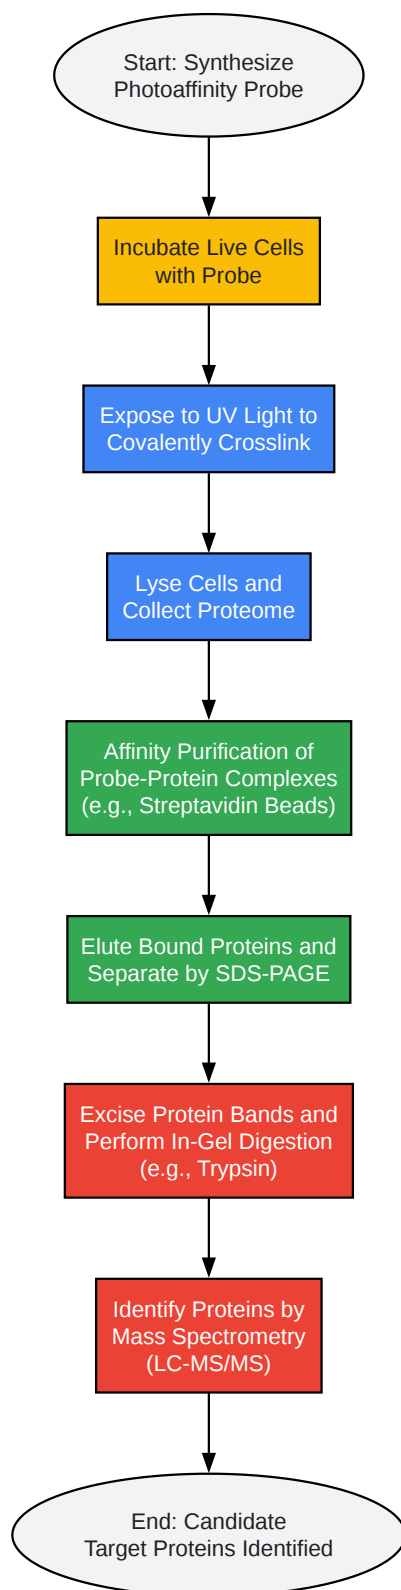 Start: Synthesize
Photoaffinity Probe
Incubate Live Cells
with Probe
Expose to UV Light to
Covalently Crosslink
Lyse Cells and
Collect Proteome
Affinity Purification of
Probe-Protein Complexes
(e.g., Streptavidin Beads)
Elute Bound Proteins and
Separate by SDS-PAGE
Excise Protein Bands and
Perform In-Gel Digestion
(e.g., Trypsin)
Identify Proteins by
Mass Spectrometry
(LC-MS/MS)
End: Candidate
Target Proteins Identified